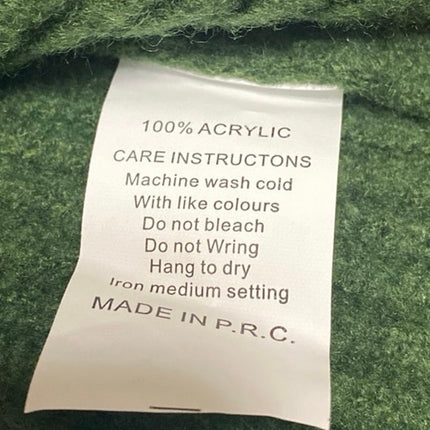 100% ACRYLIC
CARE INSTRUCTONS
Machine wash cold
With like colours
Do not bleach
Do not Wring
Hang to dry
Iron medium setting
MADE IN P.R.C.